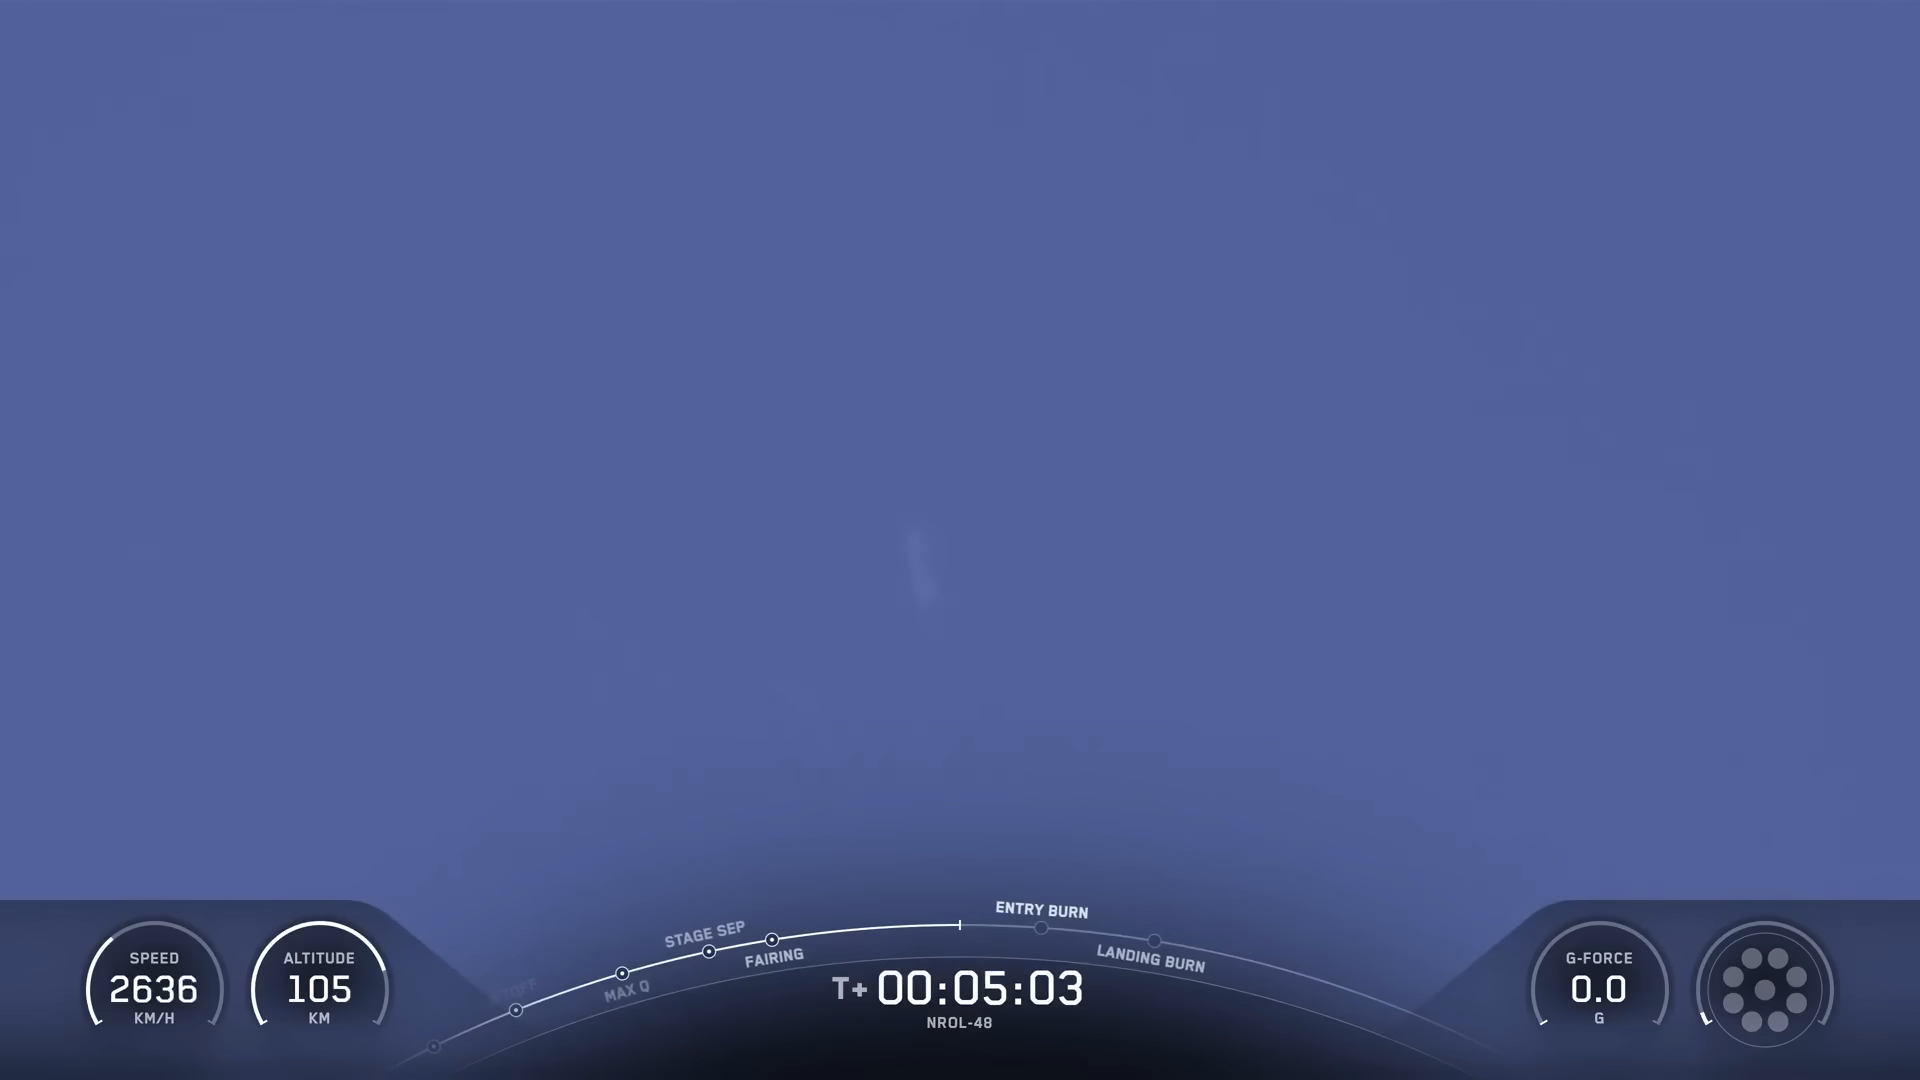 SPEED
2636
KM/H
ALTITUDE
105
KM
STAGE SEP
MAX Q
FAIRING
ENTRY BURN
LANDING BURN
T+ 00:05:03
NROL-48
G-FORCE
0.0
G